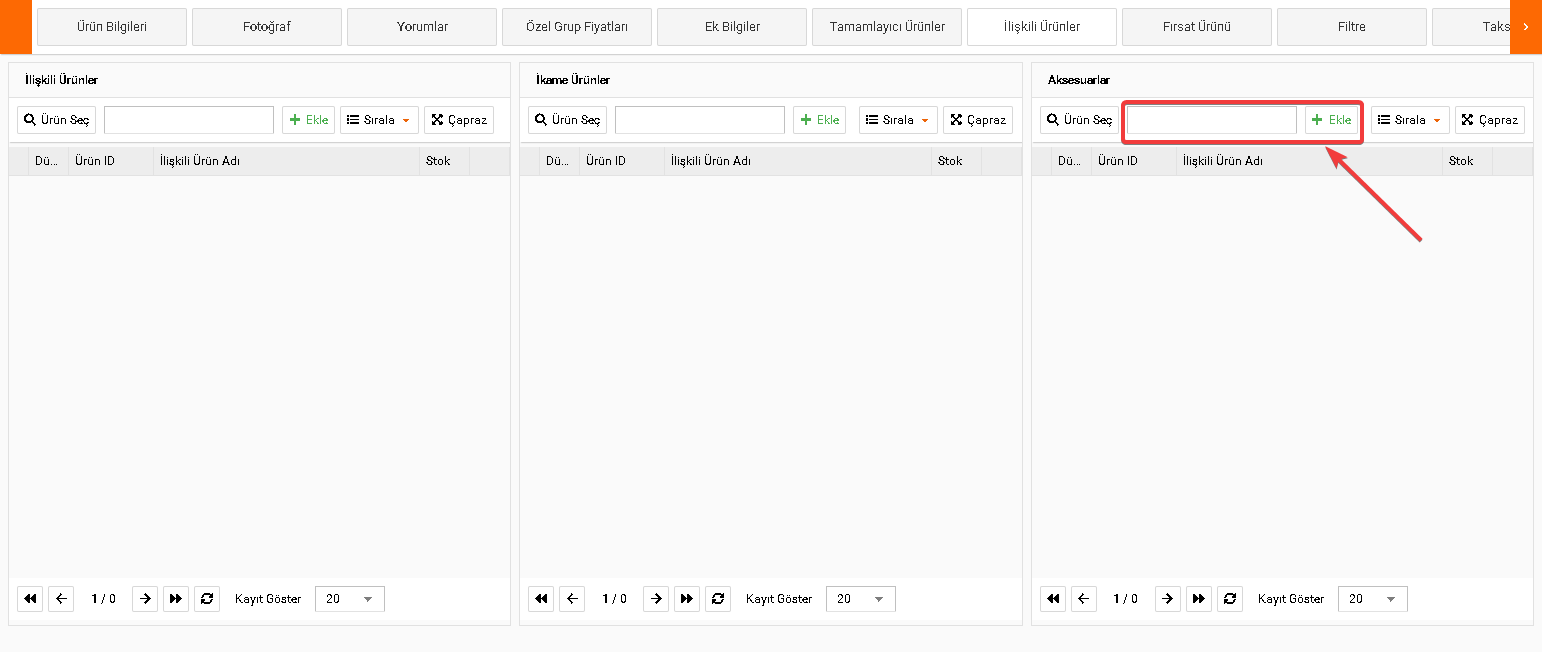 Ürün Bilgileri Fotoğraf Yorumlar Özel Grup Fiyatları Ek Bilgiler Tamamlayıcı Ürünler İlişkili Ürünler Fırsat Ürünü Filtre Taks
İlişkili Ürünler İkame Ürünler Aksesuarlar
Ürün Seç Ekle Sırala Çapraz Ürün Seç Ekle Sırala Çapraz Ürün Seç Ekle Sırala Çapraz
Dü... Ürün ID İlişkili Ürün Adı Stok Dü... Ürün ID İlişkili Ürün Adı Stok Dü... Ürün ID İlişkili Ürün Adı Stok
1 / 0 Kayıt Göster 20 1 / 0 Kayıt Göster 20 1 / 0 Kayıt Göster 20